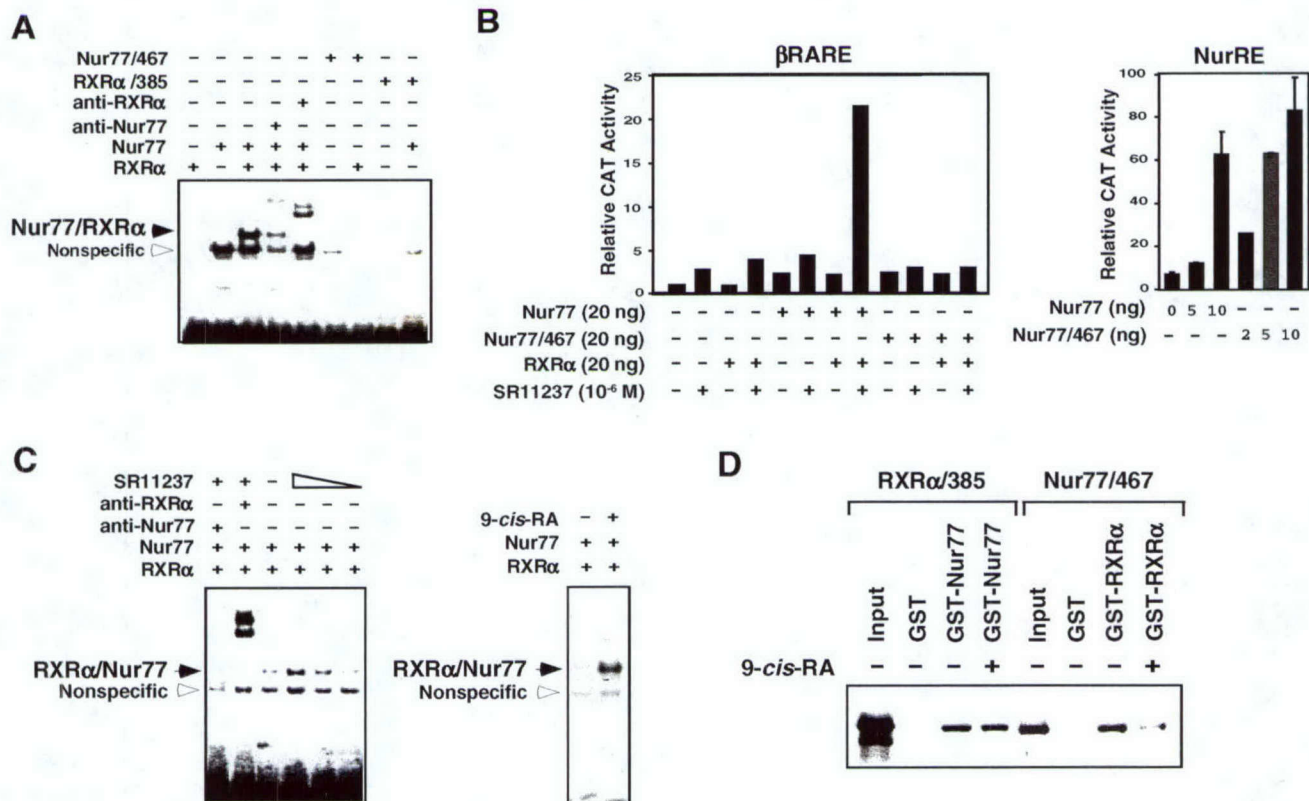 A
Nur77/467 – – – – – + + – –
RXRα /385 – – – – – – – + +
anti-RXRα – – – – + – – – –
anti-Nur77 – – – + – – – – –
Nur77 – + + + + – – – +
RXRα + – + + + – + – –
Nur77/RXRα
Nonspecific
B
βRARE
Relative CAT Activity
25
20
15
10
5
0
Nur77 (20 ng) – – – – + + + + – – – –
Nur77/467 (20 ng) – – – – – – – – + + + +
RXRα (20 ng) – – + + – – + + – – + +
SR11237 (10⁻⁶ M) – + – + – + – + – + – +
NurRE
Relative CAT Activity
100
80
60
40
20
0
Nur77 (ng) 0 5 10 – – –
Nur77/467 (ng) – – – 2 5 10
C
SR11237 + + –
anti-RXRα – + – – – –
anti-Nur77 + – – – – –
Nur77 + + + + + +
RXRα + + + + + +
RXRα/Nur77
Nonspecific
9-cis-RA – +
Nur77 + +
RXRα + +
RXRα/Nur77
Nonspecific
D
RXRα/385 Nur77/467
Input GST GST-Nur77 GST-Nur77 Input GST GST-RXRα GST-RXRα
9-cis-RA – – – + – – – +